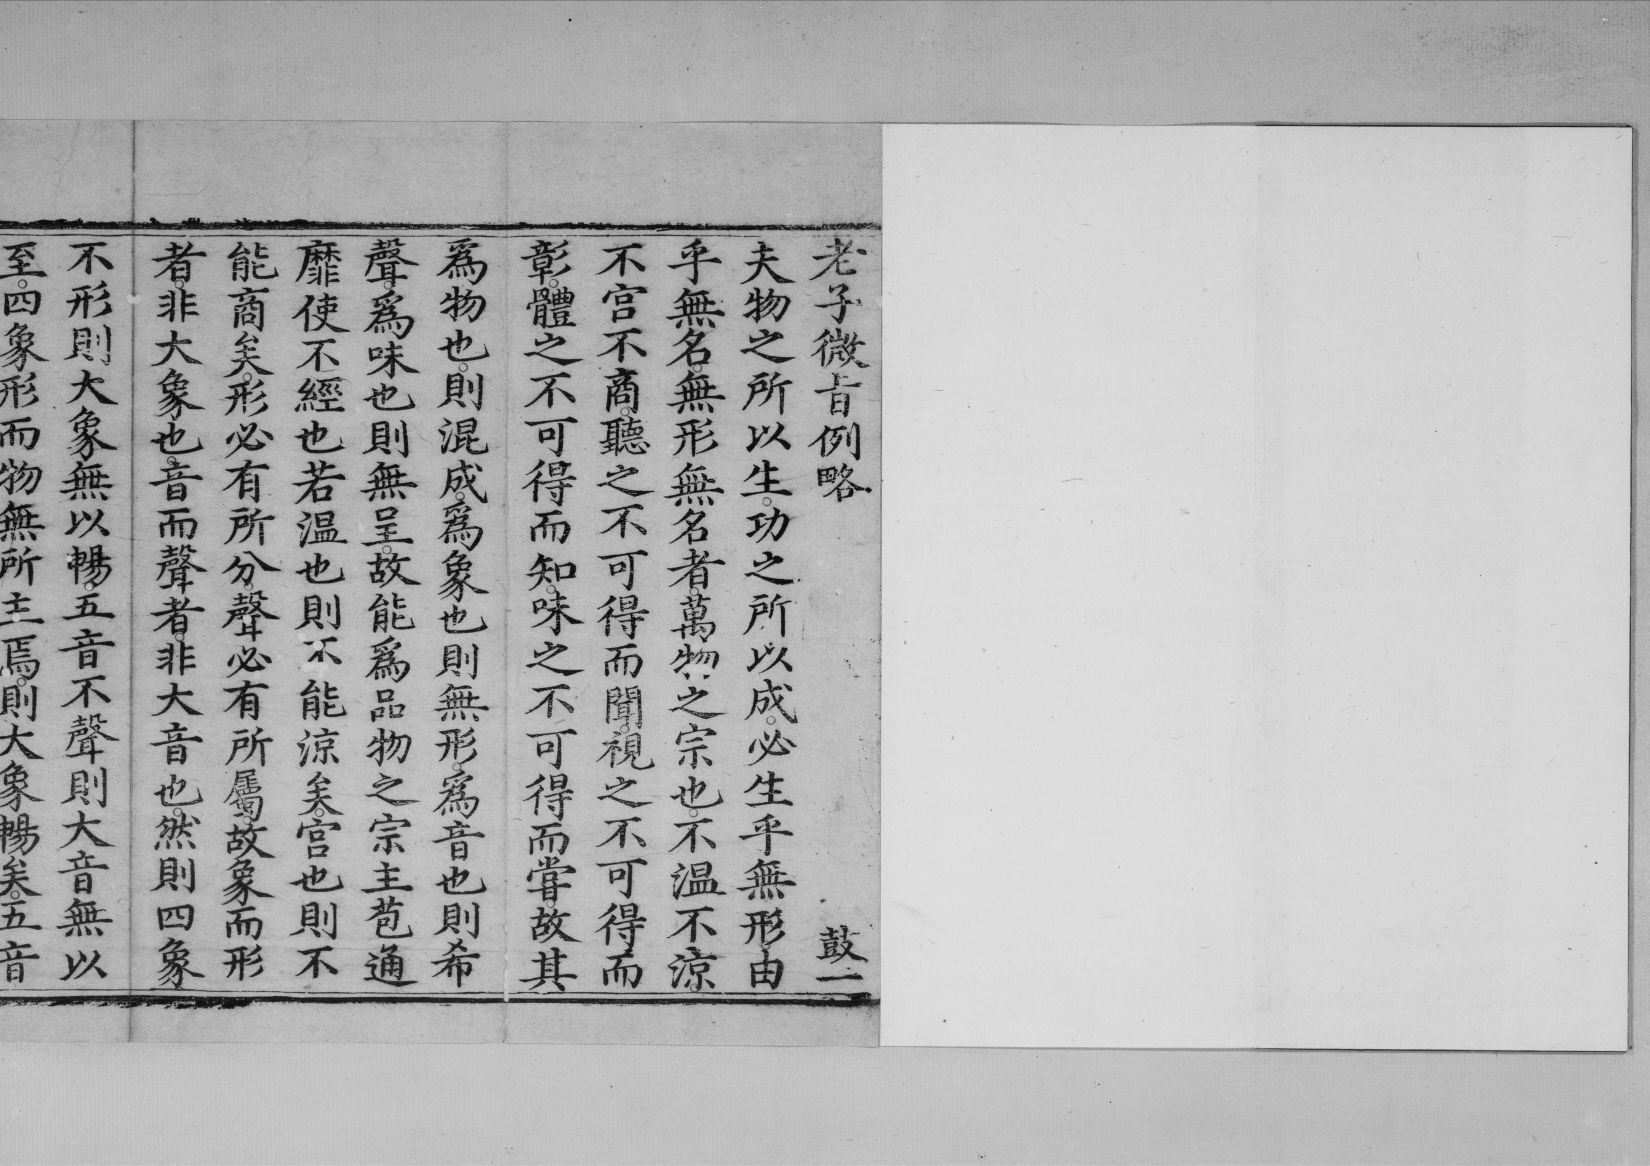 老子微旨例略　鼓一
夫物之所以生。功之所以成。必生乎無形。由
乎無名。無形無名者。萬物之宗也。不温不涼。
不宮不商。聽之不可得而聞。視之不可得而
彰。體之不可得而知。味之不可得而嘗。故其
爲物也。則混成。爲象也則無形。爲音也則希
聲。爲味也則無呈。故能爲品物之宗主苞通
靡使不經也若温也則不能涼矣。宮也則不
能商矣。形必有所分。聲必有所屬。故象而形
者。非大象也。音而聲者。非大音也。然則四象
不形則大象無以暢。五音不聲則大音無以
至。四象形而物無所主焉。則大象暢矣。五音